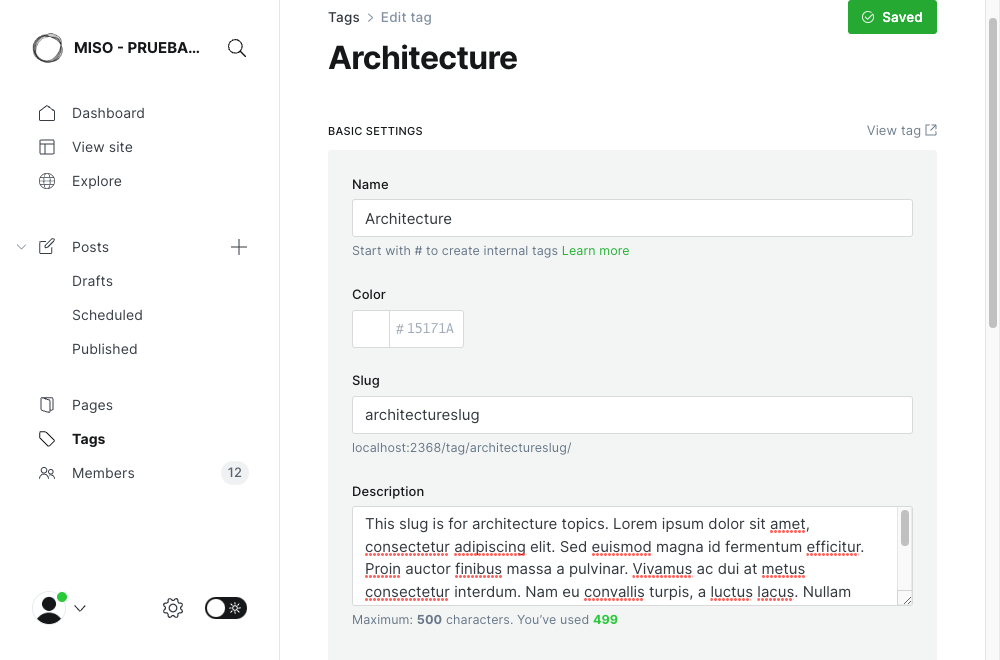 MISO - PRUEBA...
Dashboard
View site
Explore
Posts
Drafts
Scheduled
Published
Pages
Tags
Members 12
Tags > Edit tag
Saved
Architecture
BASIC SETTINGS
View tag
Name
Architecture
Start with # to create internal tags Learn more
Color
# 15171A
Slug
architectureslug
localhost:2368/tag/architectureslug/
Description
This slug is for architecture topics. Lorem ipsum dolor sit amet,
consectetur adipiscing elit. Sed euismod magna id fermentum efficitur.
Proin auctor finibus massa a pulvinar. Vivamus ac dui at metus
consectetur interdum. Nam eu convallis turpis, a luctus lacus. Nullam
Maximum: 500 characters. You've used 499